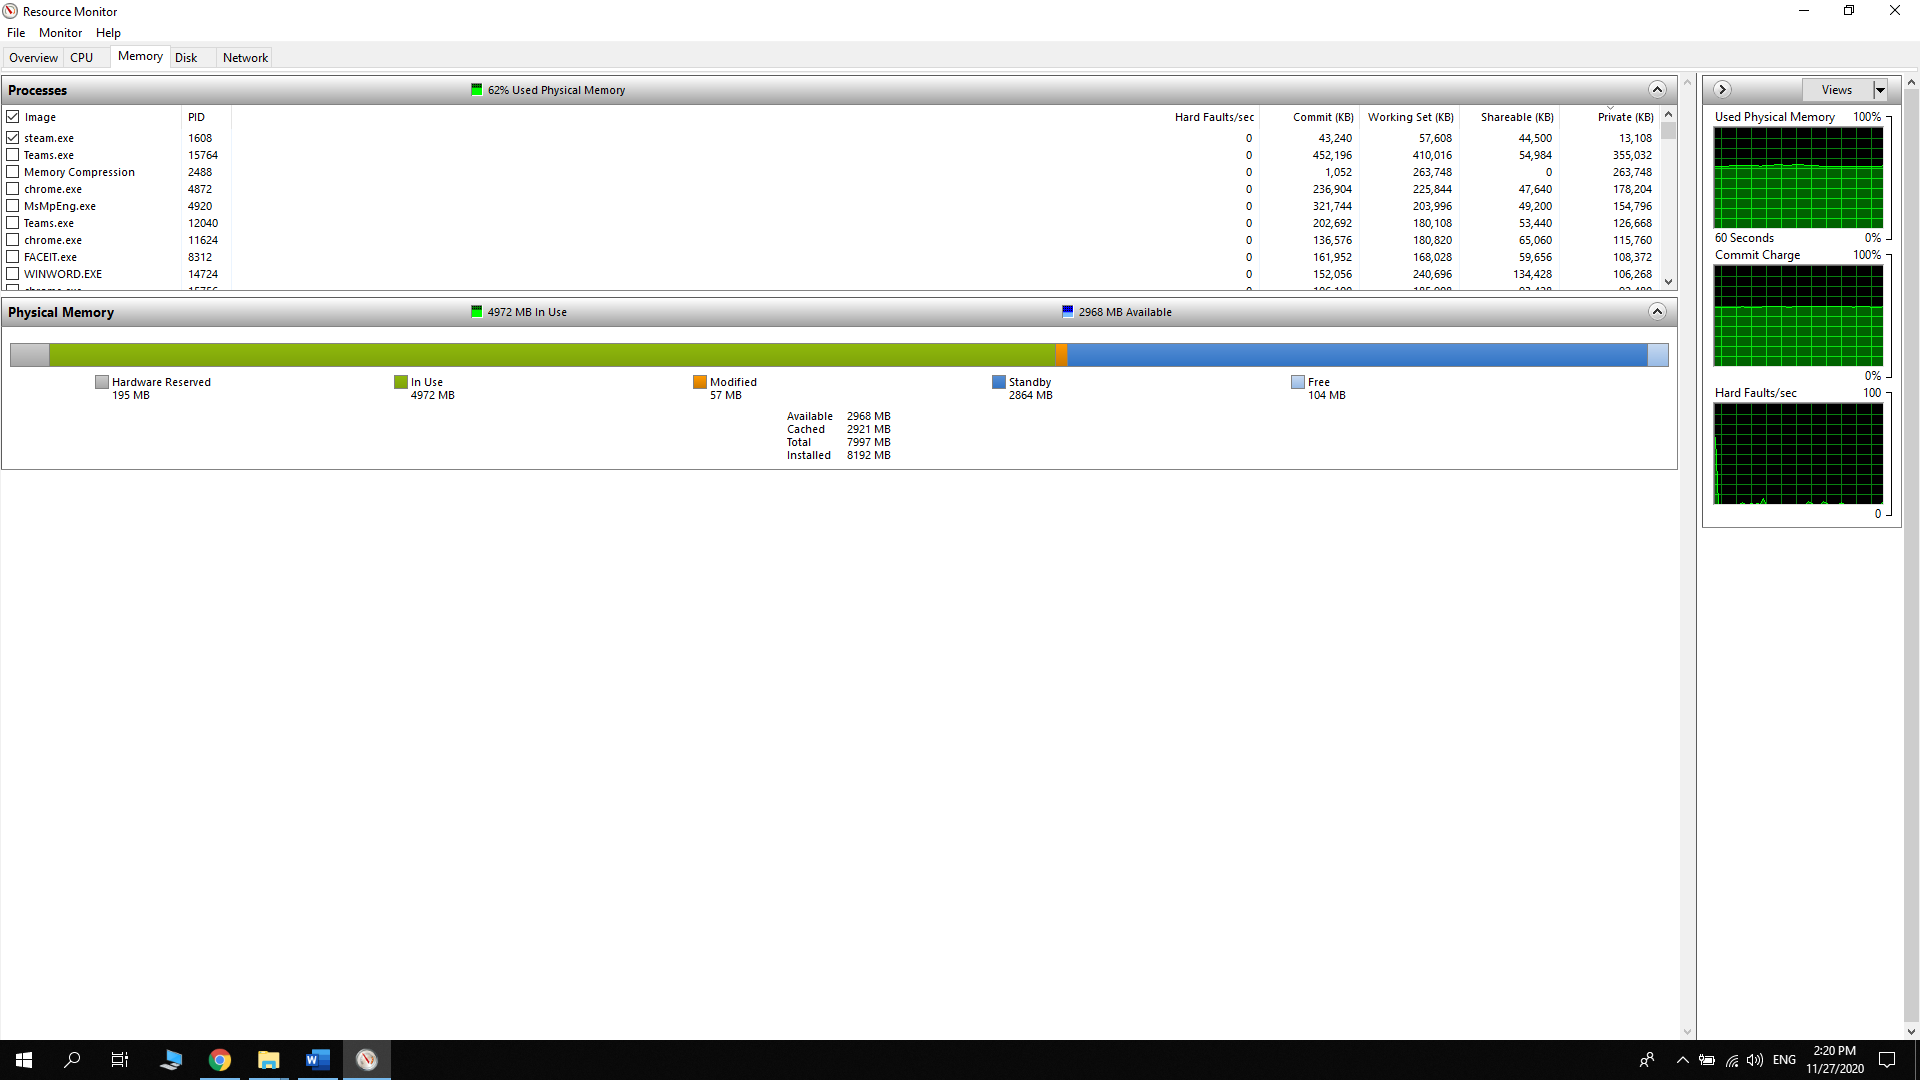 Resource Monitor
File Monitor Help
Overview CPU Memory Disk Network
Processes 62% Used Physical Memory
Image PID Hard Faults/sec Commit (KB) Working Set (KB) Shareable (KB) Private (KB)
steam.exe 1608 0 43,240 57,608 44,500 13,108
Teams.exe 15764 0 452,196 410,016 54,984 355,032
Memory Compression 2488 0 1,052 263,748 0 263,748
chrome.exe 4872 0 236,904 225,844 47,640 178,204
MsMpEng.exe 4920 0 321,744 203,996 49,200 154,796
Teams.exe 12040 0 202,692 180,108 53,440 126,668
chrome.exe 11624 0 136,576 180,820 65,060 115,760
FACEIT.exe 8312 0 161,952 168,028 59,656 108,372
WINWORD.EXE 14724 0 152,056 240,696 134,428 106,268
Physical Memory 4972 MB In Use 2968 MB Available
Hardware Reserved
195 MB
In Use
4972 MB
Modified
57 MB
Standby
2864 MB
Free
104 MB
Available 2968 MB
Cached 2921 MB
Total 7997 MB
Installed 8192 MB
Views
Used Physical Memory 100%
60 Seconds 0%
Commit Charge 100%
0%
Hard Faults/sec 100
0
W
ENG
2:20 PM
11/27/2020